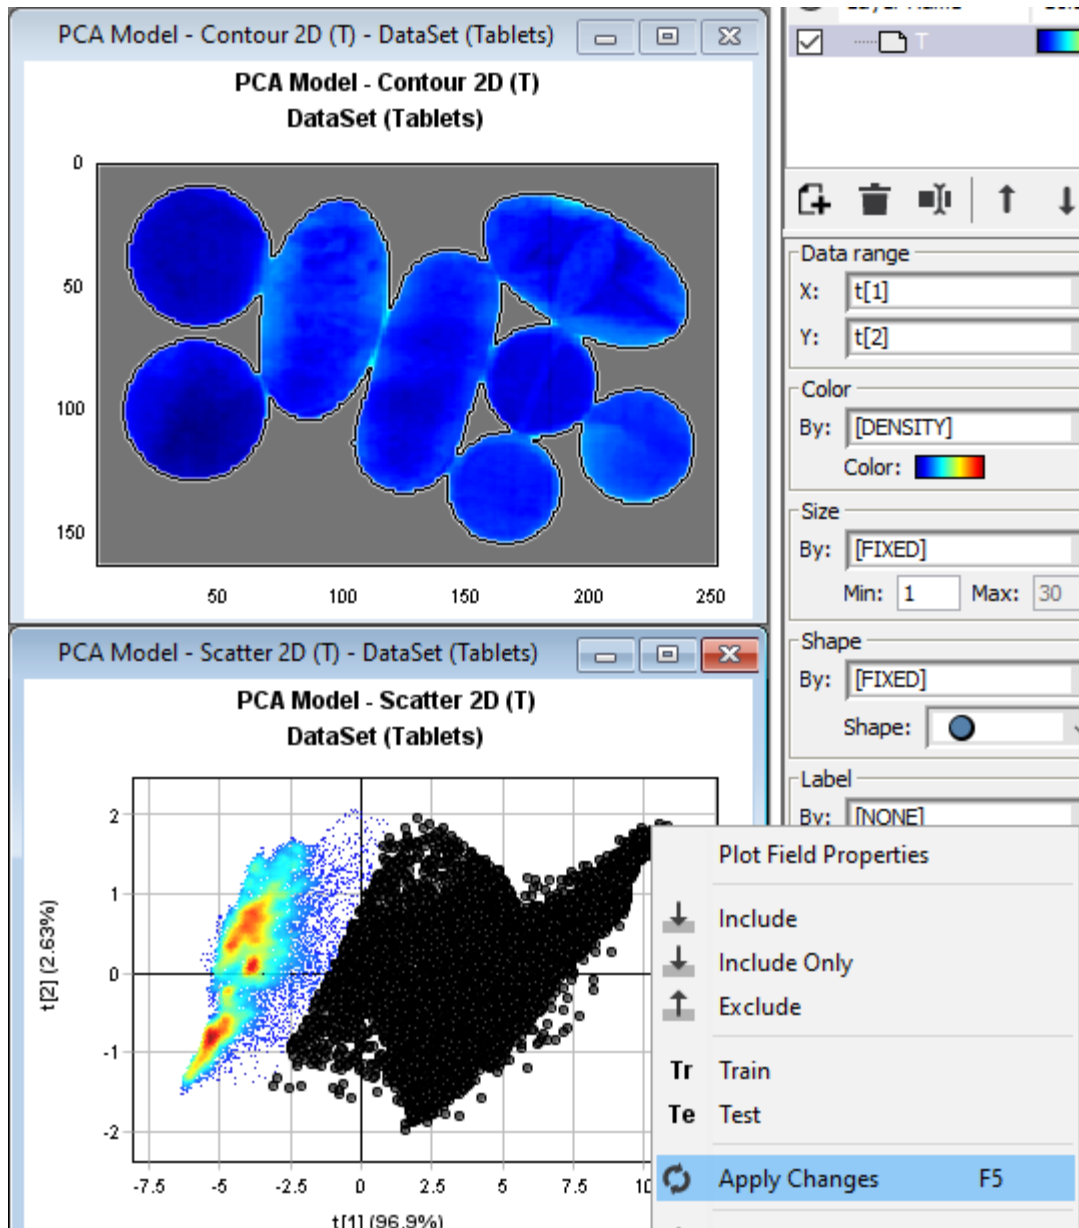 PCA Model - Contour 2D (T) - DataSet (Tablets)
PCA Model - Contour 2D (T)
DataSet (Tablets)
0
50
100
150
50 100 150 200 250
PCA Model - Scatter 2D (T) - DataSet (Tablets)
PCA Model - Scatter 2D (T)
DataSet (Tablets)
t[2] (2.63%)
2
1
0
-1
-2
-7.5 -5 -2.5 0 2.5 5 7.5
t[1] (96.9%)
T
Data range
X: t[1]
Y: t[2]
Color
By: [DENSITY]
Color:
Size
By: [FIXED]
Min: 1 Max: 30
Shape
By: [FIXED]
Shape:
Label
By: [NONE]
Plot Field Properties
Include
Include Only
Exclude
Tr Train
Te Test
Apply Changes F5